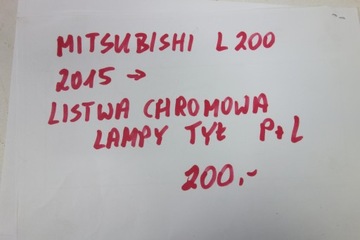 MITSUBISHI L200
2015 →
LISTWA CHROMOWA
LAMPY TYŁ P+L
200,-